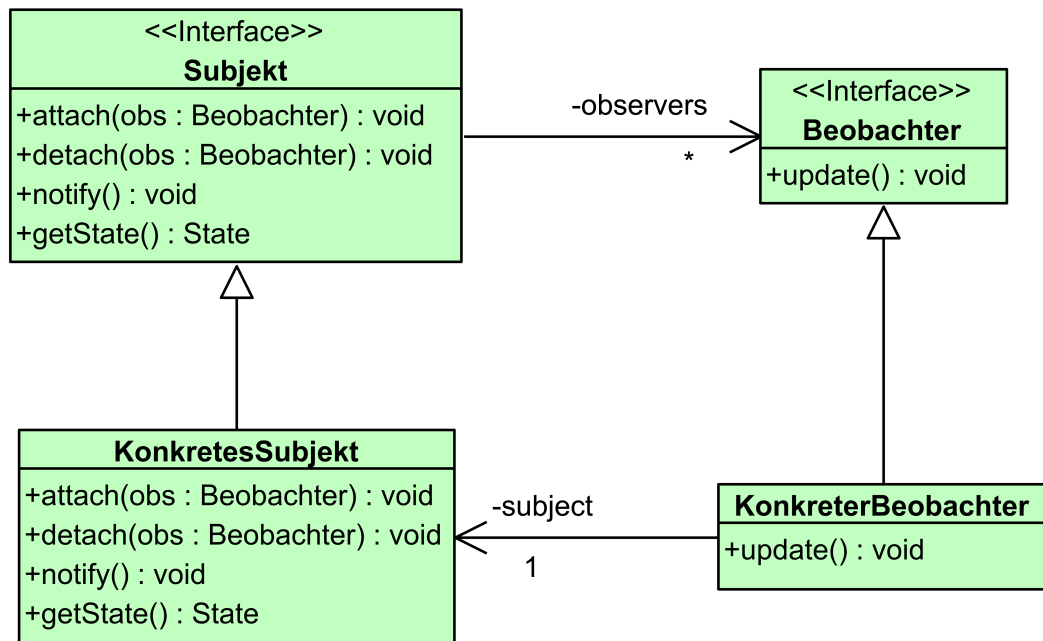 <<Interface>>
Subjekt
+attach(obs : Beobachter) : void
+detach(obs : Beobachter) : void
+notify() : void
+getState() : State
-observers
*
<<Interface>>
Beobachter
+update() : void
KonkretesSubjekt
+attach(obs : Beobachter) : void
+detach(obs : Beobachter) : void
+notify() : void
+getState() : State
-subject
1
KonkreterBeobachter
+update() : void